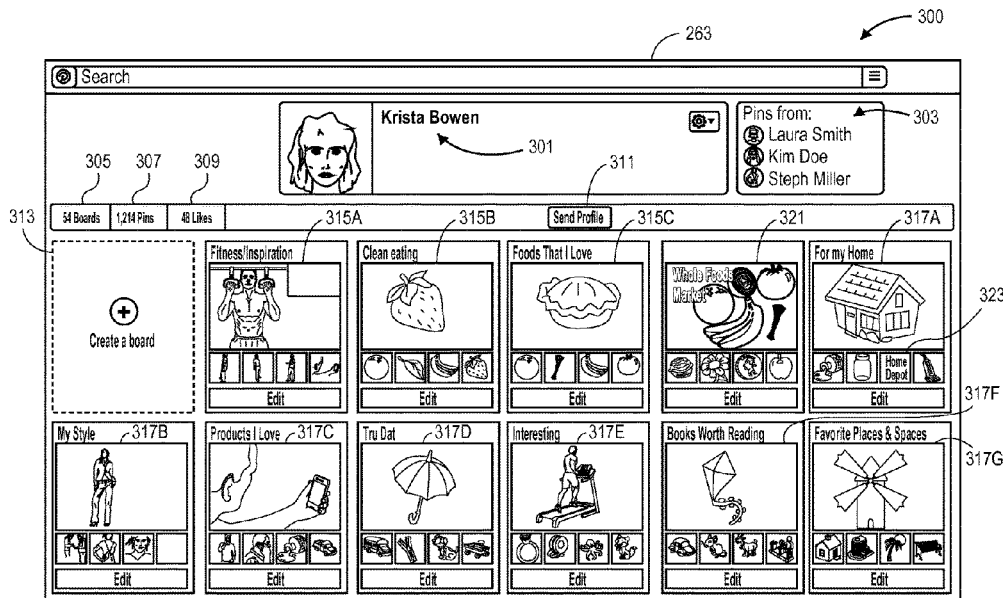 300
263
Search
Krista Bowen
301
Pins from:
303
Laura Smith
Kim Doe
Steph Miller
305
307
309
311
54 Boards
1,214 Pins
48 Likes
Send Profile
313
315A
315B
315C
321
317A
Fitness/Inspiration
Clean eating
Foods That I Love
Whole Foods
Market
For my Home
323
Create a board
Home
Depot
Edit
Edit
Edit
Edit
Edit
317F
My Style
317B
Products I Love
317C
Tru Dat
317D
Interesting
317E
Books Worth Reading
Favorite Places & Spaces
317G
Edit
Edit
Edit
Edit
Edit
Edit